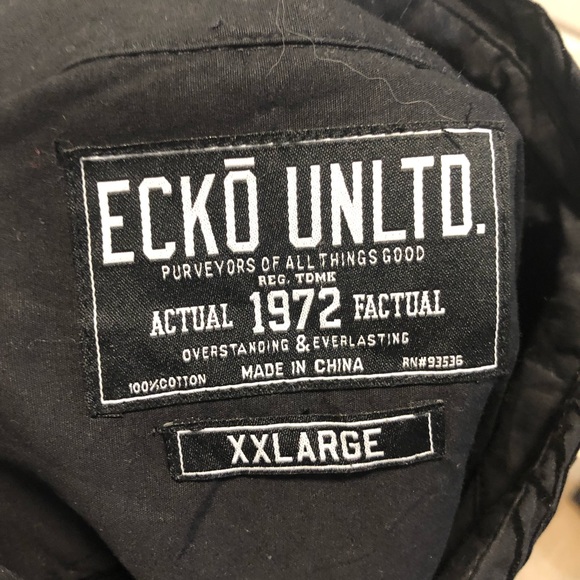 ECKŌ UNLTD.
PURVEYORS OF ALL THINGS GOOD
REG. TDMK
ACTUAL 1972 FACTUAL
OVERSTANDING & EVERLASTING
100%COTTON MADE IN CHINA RN#93536
XXLARGE